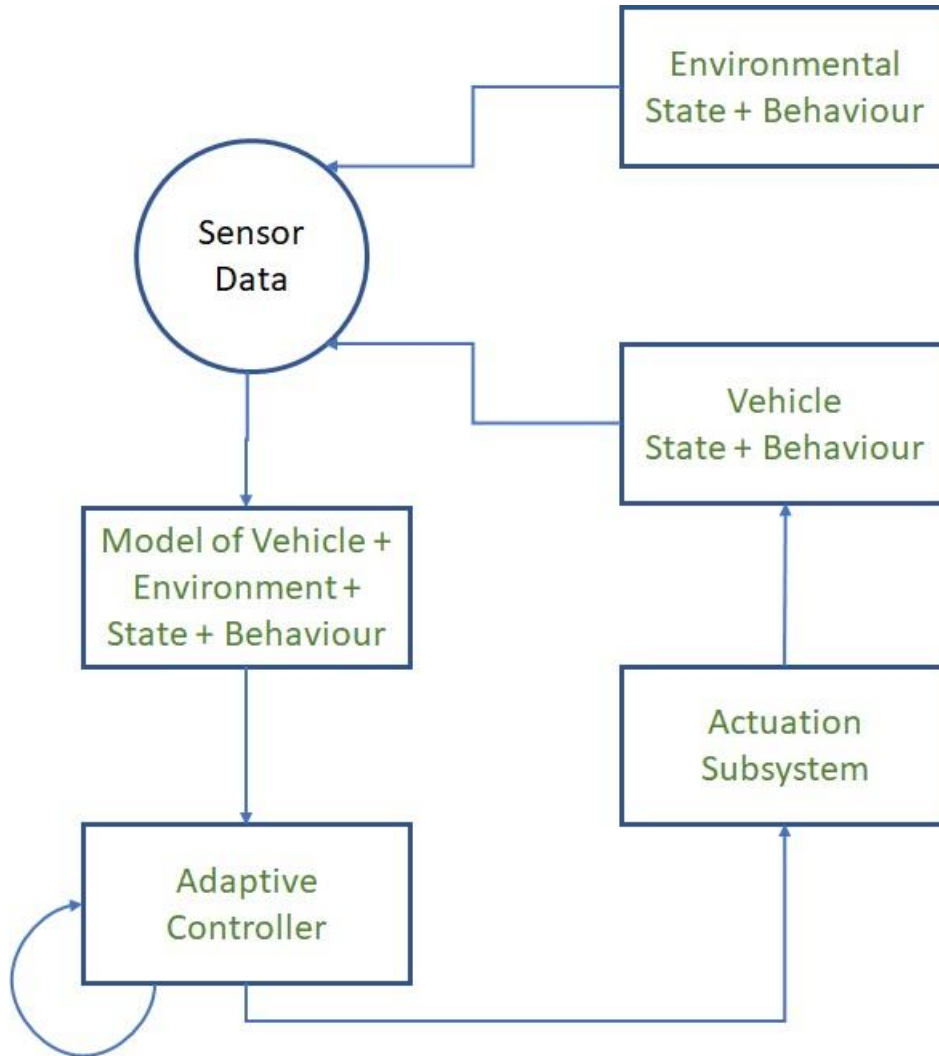 Environmental
State + Behaviour
Sensor
Data
Vehicle
State + Behaviour
Model of Vehicle +
Environment +
State + Behaviour
Actuation
Subsystem
Adaptive
Controller